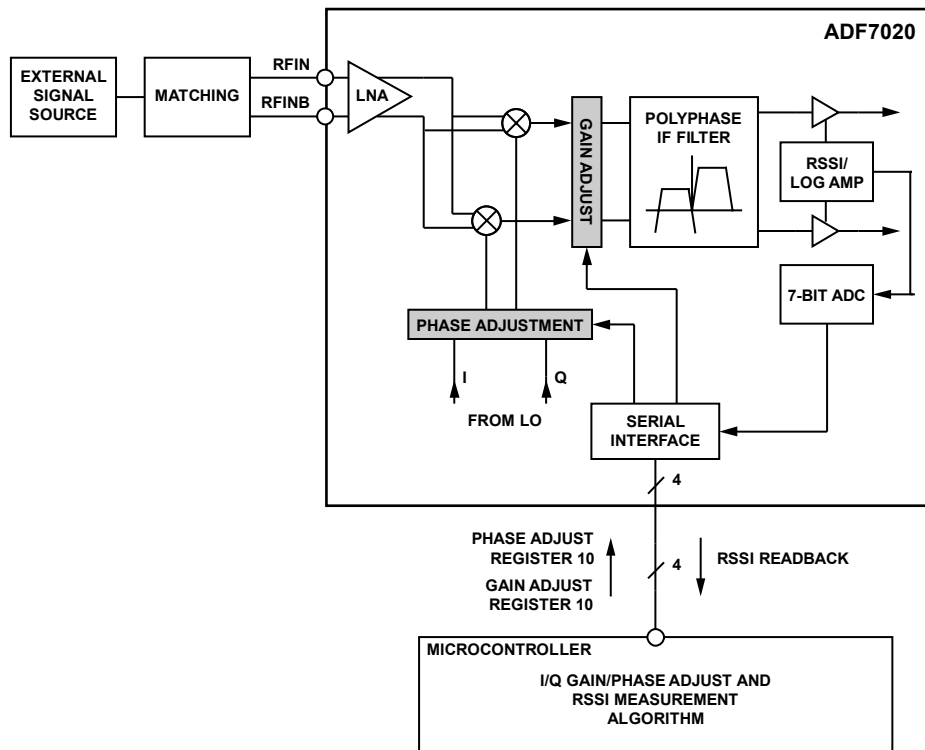 ADF7020
EXTERNAL
SIGNAL
SOURCE
MATCHING
RFIN
RFINB
LNA
GAIN ADJUST
POLYPHASE
IF FILTER
RSSI/
LOG AMP
7-BIT ADC
PHASE ADJUSTMENT
I
Q
FROM LO
SERIAL
INTERFACE
4
PHASE ADJUST
REGISTER 10
GAIN ADJUST
REGISTER 10
4
RSSI READBACK
MICROCONTROLLER
I/Q GAIN/PHASE ADJUST AND
RSSI MEASUREMENT
ALGORITHM